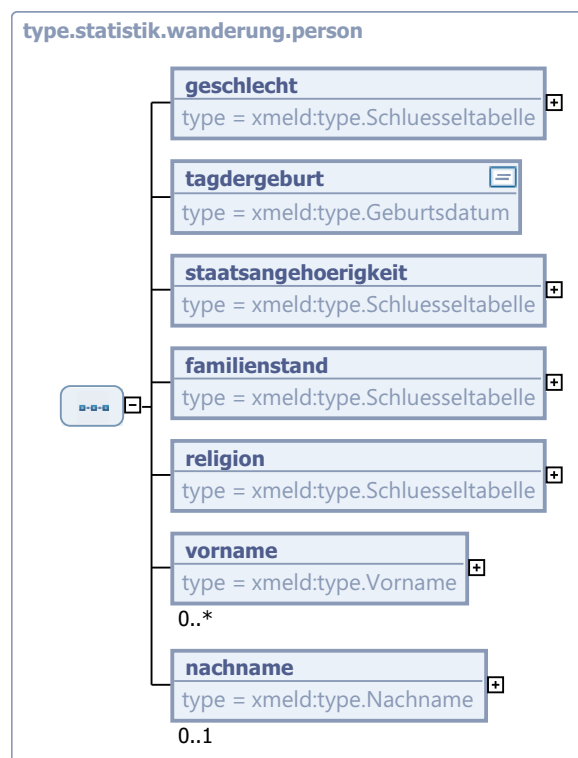 type.statistik.wanderung.person
geschlecht
type = xmeld:type.Schluesseltabelle
tagdergeburt
type = xmeld:type.Geburtsdatum
staatsangehoerigkeit
type = xmeld:type.Schluesseltabelle
familienstand
type = xmeld:type.Schluesseltabelle
religion
type = xmeld:type.Schluesseltabelle
vorname
type = xmeld:type.Vorname
0..*
nachname
type = xmeld:type.Nachname
0..1